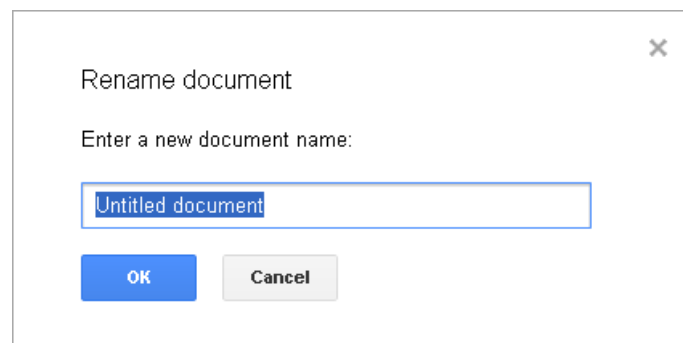 Rename document
Enter a new document name:
Untitled document
OK Cancel